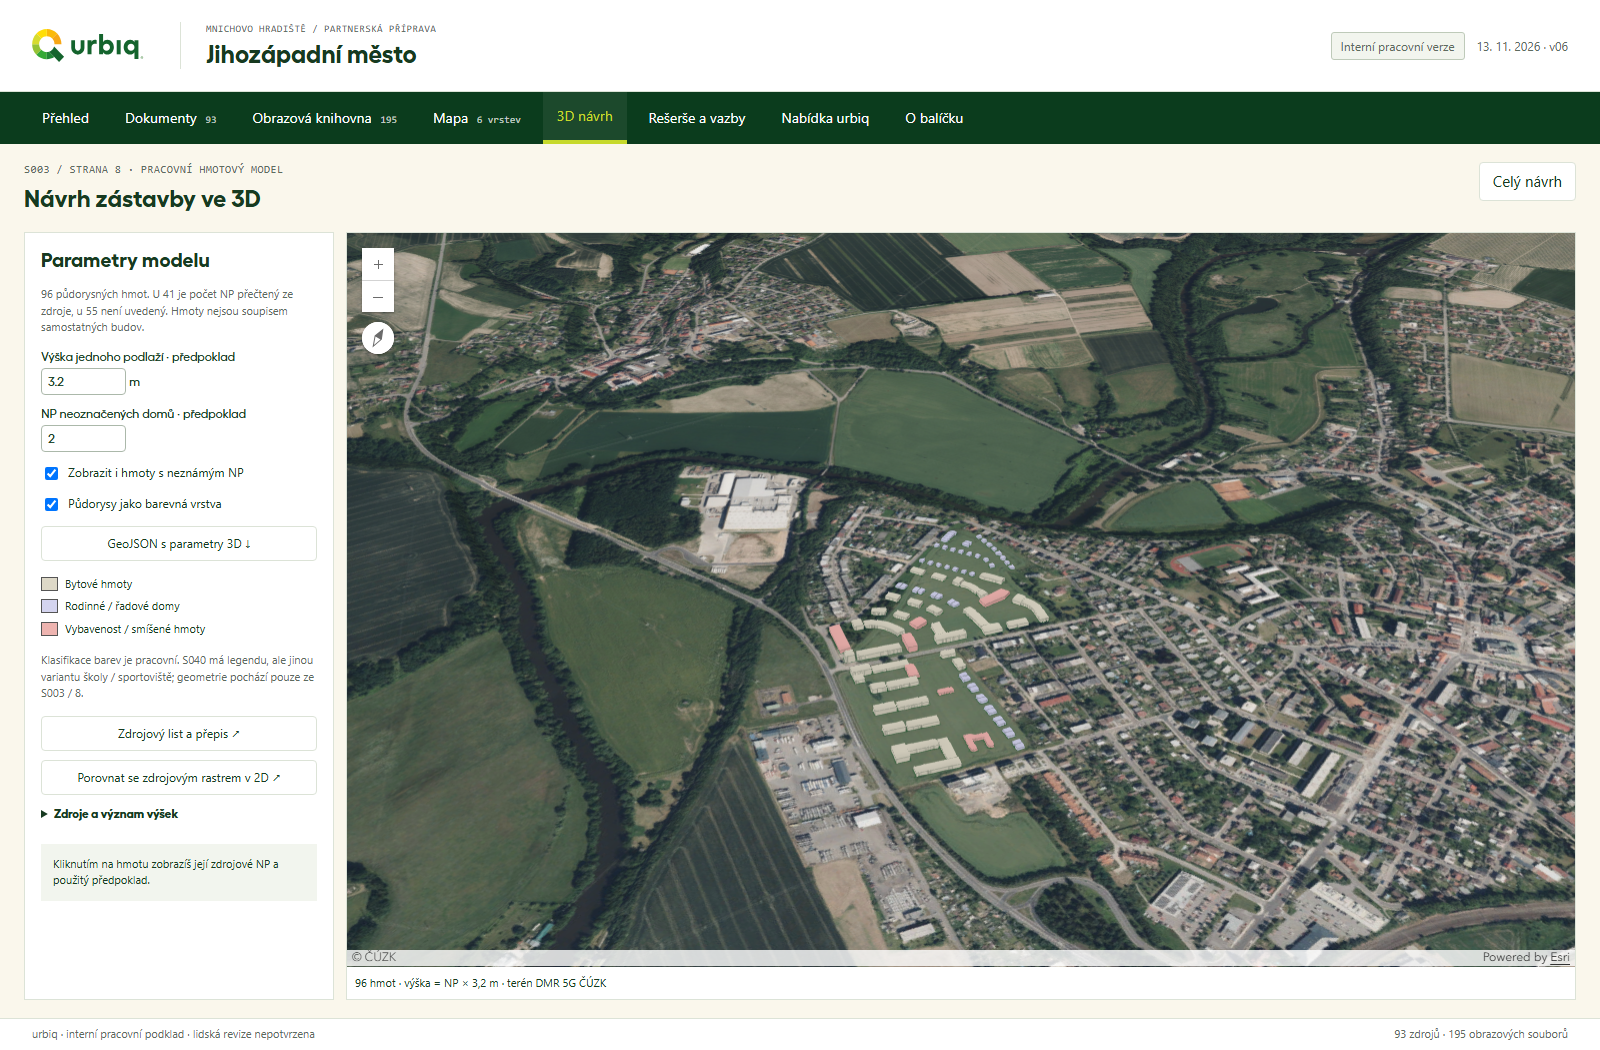 urbiq
MNICHOVO HRADIŠTĚ / PARTNERSKÁ PŘÍPRAVA
Jihozápadní město
Interní pracovní verze
13. 11. 2026 · v06
Přehled
Dokumenty 93
Obrazová knihovna 195
Mapa 6 vrstev
3D návrh
Rešerše a vazby
Nabídka urbiq
O balíčku
S003 / STRANA 8 · PRACOVNÍ HMOTOVÝ MODEL
Návrh zástavby ve 3D
Celý návrh
Parametry modelu
96 půdorysných hmot. U 41 je počet NP přečtený ze
zdroje, u 55 není uvedený. Hmoty nejsou soupisem
samostatných budov.
Výška jednoho podlaží · předpoklad
3.2 m
NP neoznačených domů · předpoklad
2
Zobrazit i hmoty s neznámým NP
Půdorysy jako barevná vrstva
GeoJSON s parametry 3D ↓
Bytové hmoty
Rodinné / řadové domy
Vybavenost / smíšené hmoty
Klasifikace barev je pracovní. S040 má legendu, ale jinou
variantu školy / sportoviště; geometrie pochází pouze ze
S003 / 8.
Zdrojový list a přepis ↗
Porovnat se zdrojovým rastrem v 2D ↗
Zdroje a význam výšek
Kliknutím na hmotu zobrazíš její zdrojové NP a
použitý předpoklad.
© ČÚZK
Powered by Esri
96 hmot · výška = NP × 3,2 m · terén DMR 5G ČÚZK
urbiq · interní pracovní podklad · lidská revize nepotvrzena
93 zdrojů · 195 obrazových souborů